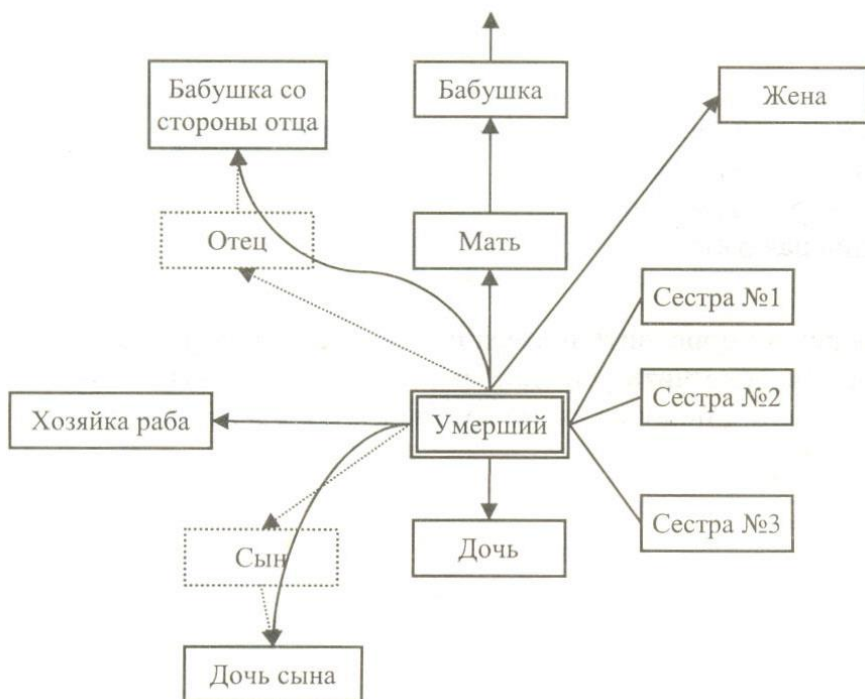 Бабушка со
стороны отца
Бабушка
Жена
Отец
Мать
Сестра №1
Сестра №2
Сестра №3
Хозяйка раба
Умерший
Сын
Дочь
Дочь сына